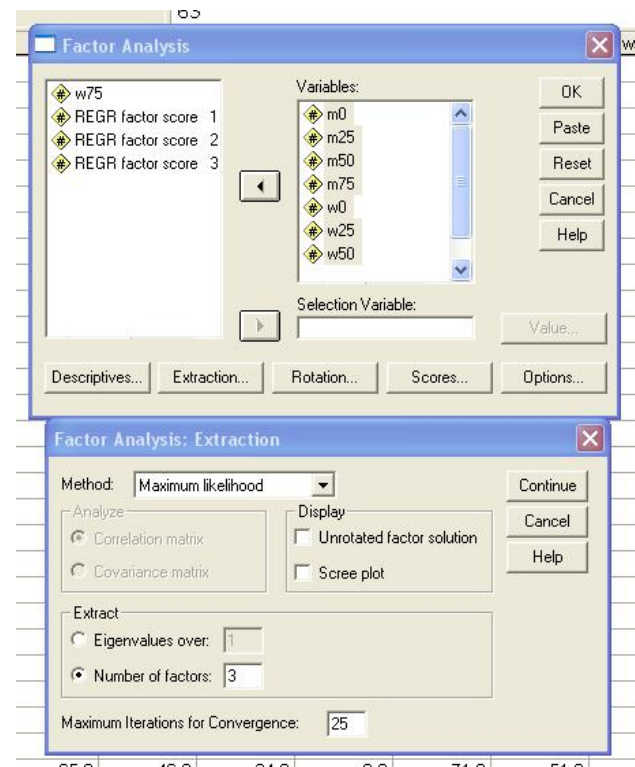 65
Factor Analysis
w75
REGR factor score 1
REGR factor score 2
REGR factor score 3
Variables:
m0
m25
m50
m75
w0
w25
w50
Selection Variable:
OK
Paste
Reset
Cancel
Help
Value...
Descriptives...
Extraction...
Rotation...
Scores...
Options...
Factor Analysis: Extraction
Method: Maximum likelihood
Analyze
Correlation matrix
Covariance matrix
Display
Unrotated factor solution
Scree plot
Continue
Cancel
Help
Extract
Eigenvalues over: 1
Number of factors: 3
Maximum Iterations for Convergence: 25